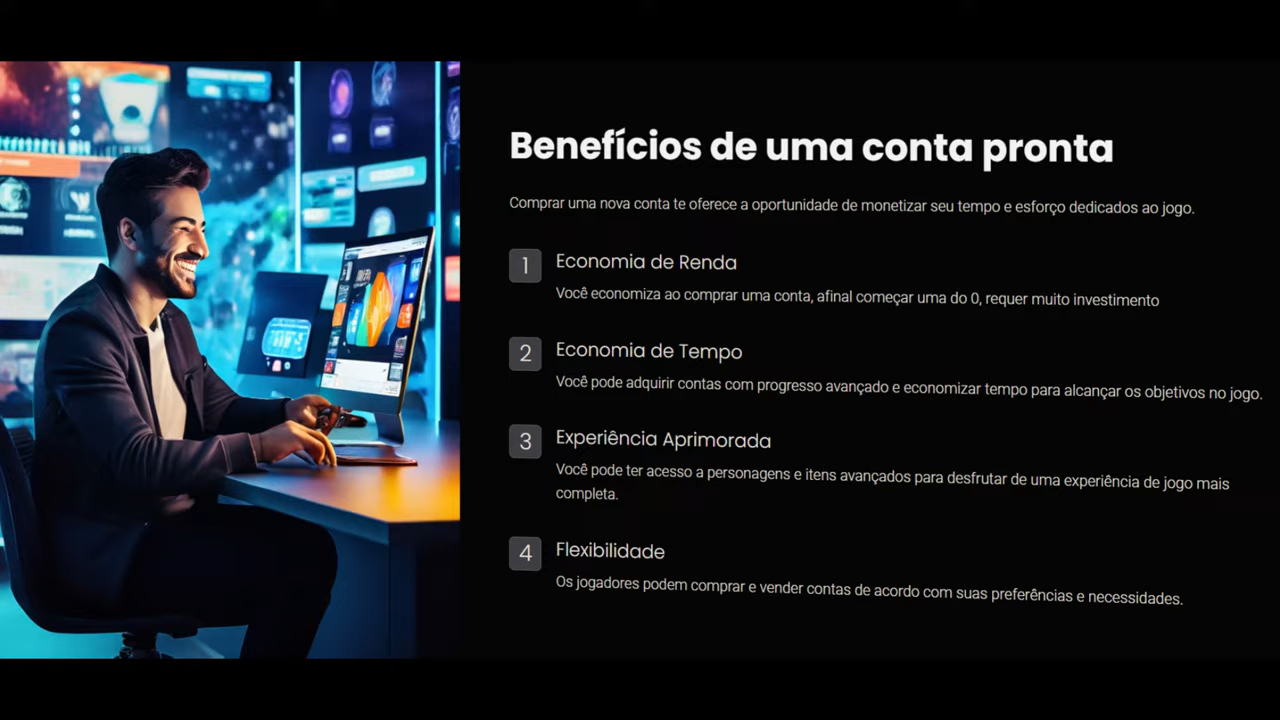 Benefícios de uma conta pronta
Comprar uma nova conta te oferece a oportunidade de monetizar seu tempo e esforço dedicados ao jogo.
1 Economia de Renda
Você economiza ao comprar uma conta, afinal começar uma do 0, requer muito investimento
2 Economia de Tempo
Você pode adquirir contas com progresso avançado e economizar tempo para alcançar os objetivos no jogo.
3 Experiência Aprimorada
Você pode ter acesso a personagens e itens avançados para desfrutar de uma experiência de jogo mais
completa.
4 Flexibilidade
Os jogadores podem comprar e vender contas de acordo com suas preferências e necessidades.